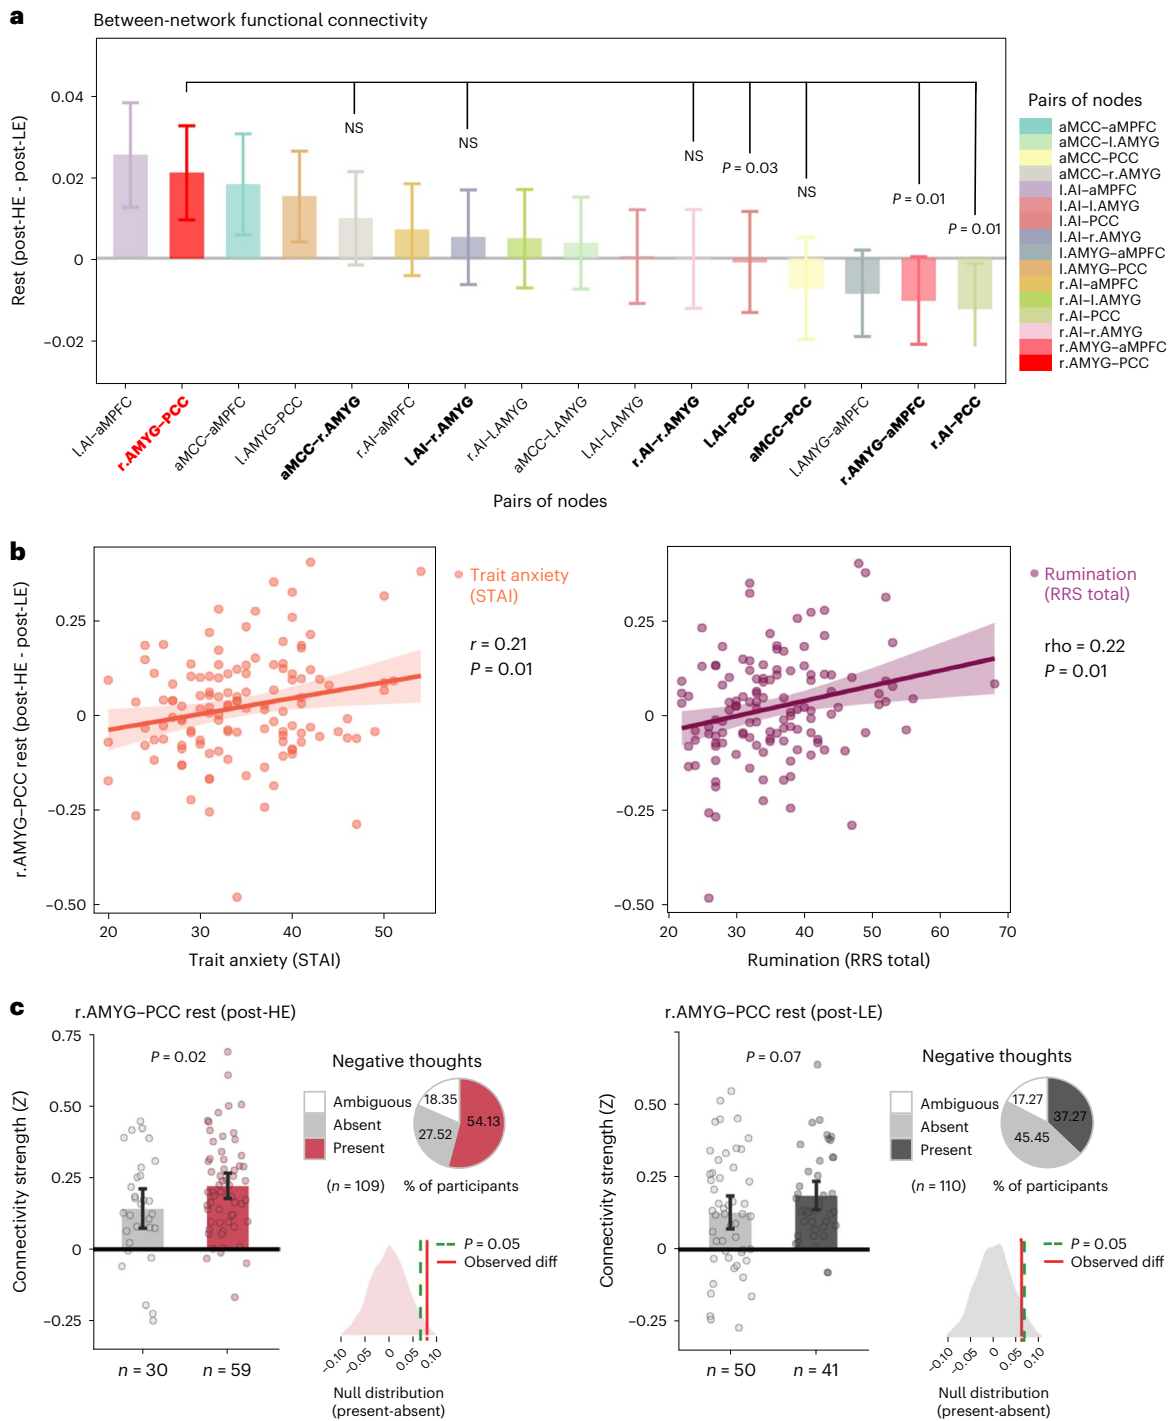 a
Between-network functional connectivity
Rest (post-HE - post-LE)
0.04
0.02
0
−0.02
NS
NS
NS
P = 0.03
NS
P = 0.01
P = 0.01
Pairs of nodes
aMCC–aMPFC
aMCC–l.AMYG
aMCC–PCC
aMCC–r.AMYG
l.AI–aMPFC
l.AI–l.AMYG
l.AI–PCC
l.AI–r.AMYG
l.AMYG–aMPFC
l.AMYG–PCC
r.AI–aMPFC
r.AI–l.AMYG
r.AI–PCC
r.AI–r.AMYG
r.AMYG–aMPFC
r.AMYG–PCC
l.AI–aMPFC
r.AMYG–PCC
aMCC–aMPFC
l.AMYG–PCC
aMCC–r.AMYG
r.AI–aMPFC
l.AI–r.AMYG
r.AI–l.AMYG
aMCC–l.AMYG
l.AI–l.AMYG
r.AI–r.AMYG
l.AI–PCC
aMCC–PCC
l.AMYG–aMPFC
r.AMYG–aMPFC
r.AI–PCC
Pairs of nodes
b
r.AMYG–PCC rest (post-HE - post-LE)
0.25
0
−0.25
−0.50
20 30 40 50
Trait anxiety (STAI)
Trait anxiety
(STAI)
r = 0.21
P = 0.01
0.25
0
−0.25
−0.50
20 30 40 50 60 70
Rumination (RRS total)
Rumination
(RRS total)
rho = 0.22
P = 0.01
c
r.AMYG–PCC rest (post-HE)
Connectivity strength (Z)
0.75
0.50
0.25
0
−0.25
P = 0.02
n = 30 n = 59
Negative thoughts
Ambiguous
Absent
Present
18.35
54.13
27.52
(n = 109) % of participants
P = 0.05
Observed diff
−0.10 −0.05 0 0.05 0.10
Null distribution
(present-absent)
r.AMYG–PCC rest (post-LE)
Connectivity strength (Z)
0.50
0.25
0
−0.25
P = 0.07
n = 50 n = 41
Negative thoughts
Ambiguous
Absent
Present
17.27
37.27
45.45
(n = 110) % of participants
P = 0.05
Observed diff
−0.10 −0.05 0 0.05 0.10
Null distribution
(present-absent)